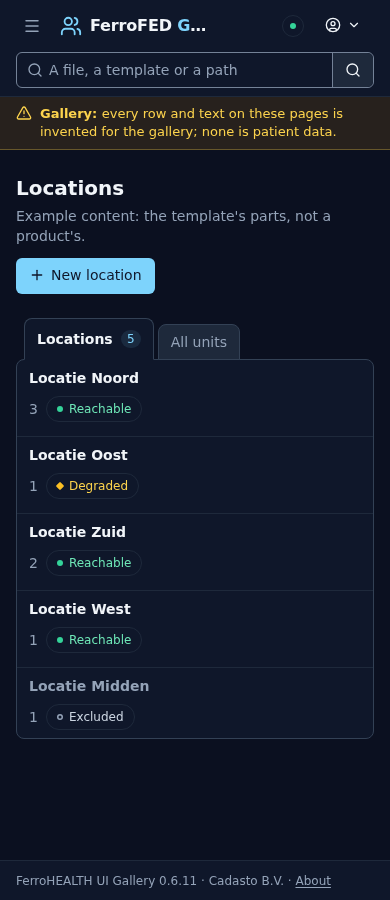 FerroFED G...
A file, a template or a path
Gallery: every row and text on these pages is
invented for the gallery; none is patient data.
Locations
Example content: the template's parts, not a
product's.
New location
Locations 5
All units
Locatie Noord
3 Reachable
Locatie Oost
1 Degraded
Locatie Zuid
2 Reachable
Locatie West
1 Reachable
Locatie Midden
1 Excluded
FerroHEALTH UI Gallery 0.6.11 · Cadasto B.V. · About